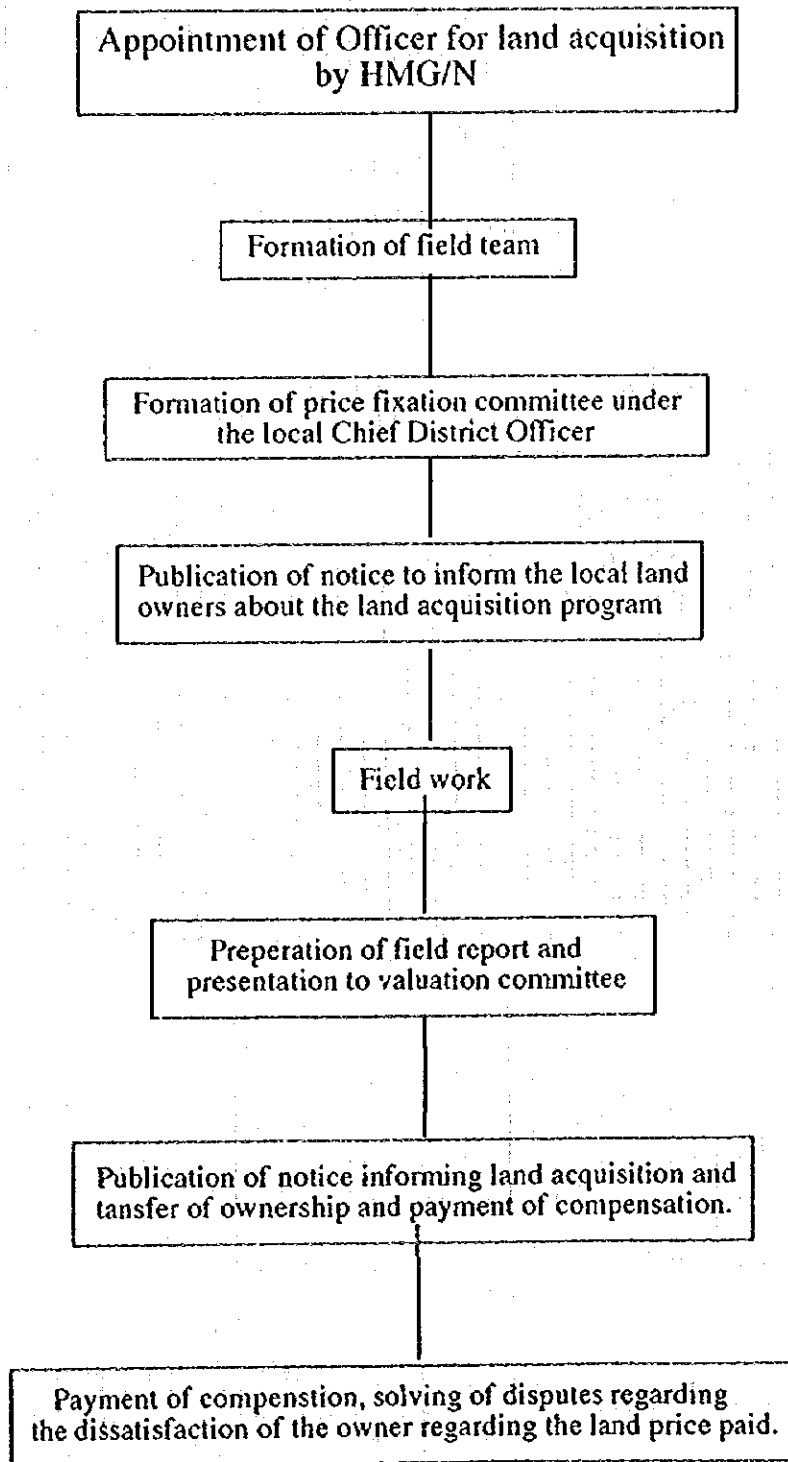 Appointment of Officer for land acquisition
by HMG/N
Formation of field team
Formation of price fixation committee under
the local Chief District Officer
Publication of notice to inform the local land
owners about the land acquisition program
Field work
Preperation of field report and
presentation to valuation committee
Publication of notice informing land acquisition and
tansfer of ownership and payment of compensation.
Payment of compenstion, solving of disputes regarding
the dissatisfaction of the owner regarding the land price paid.